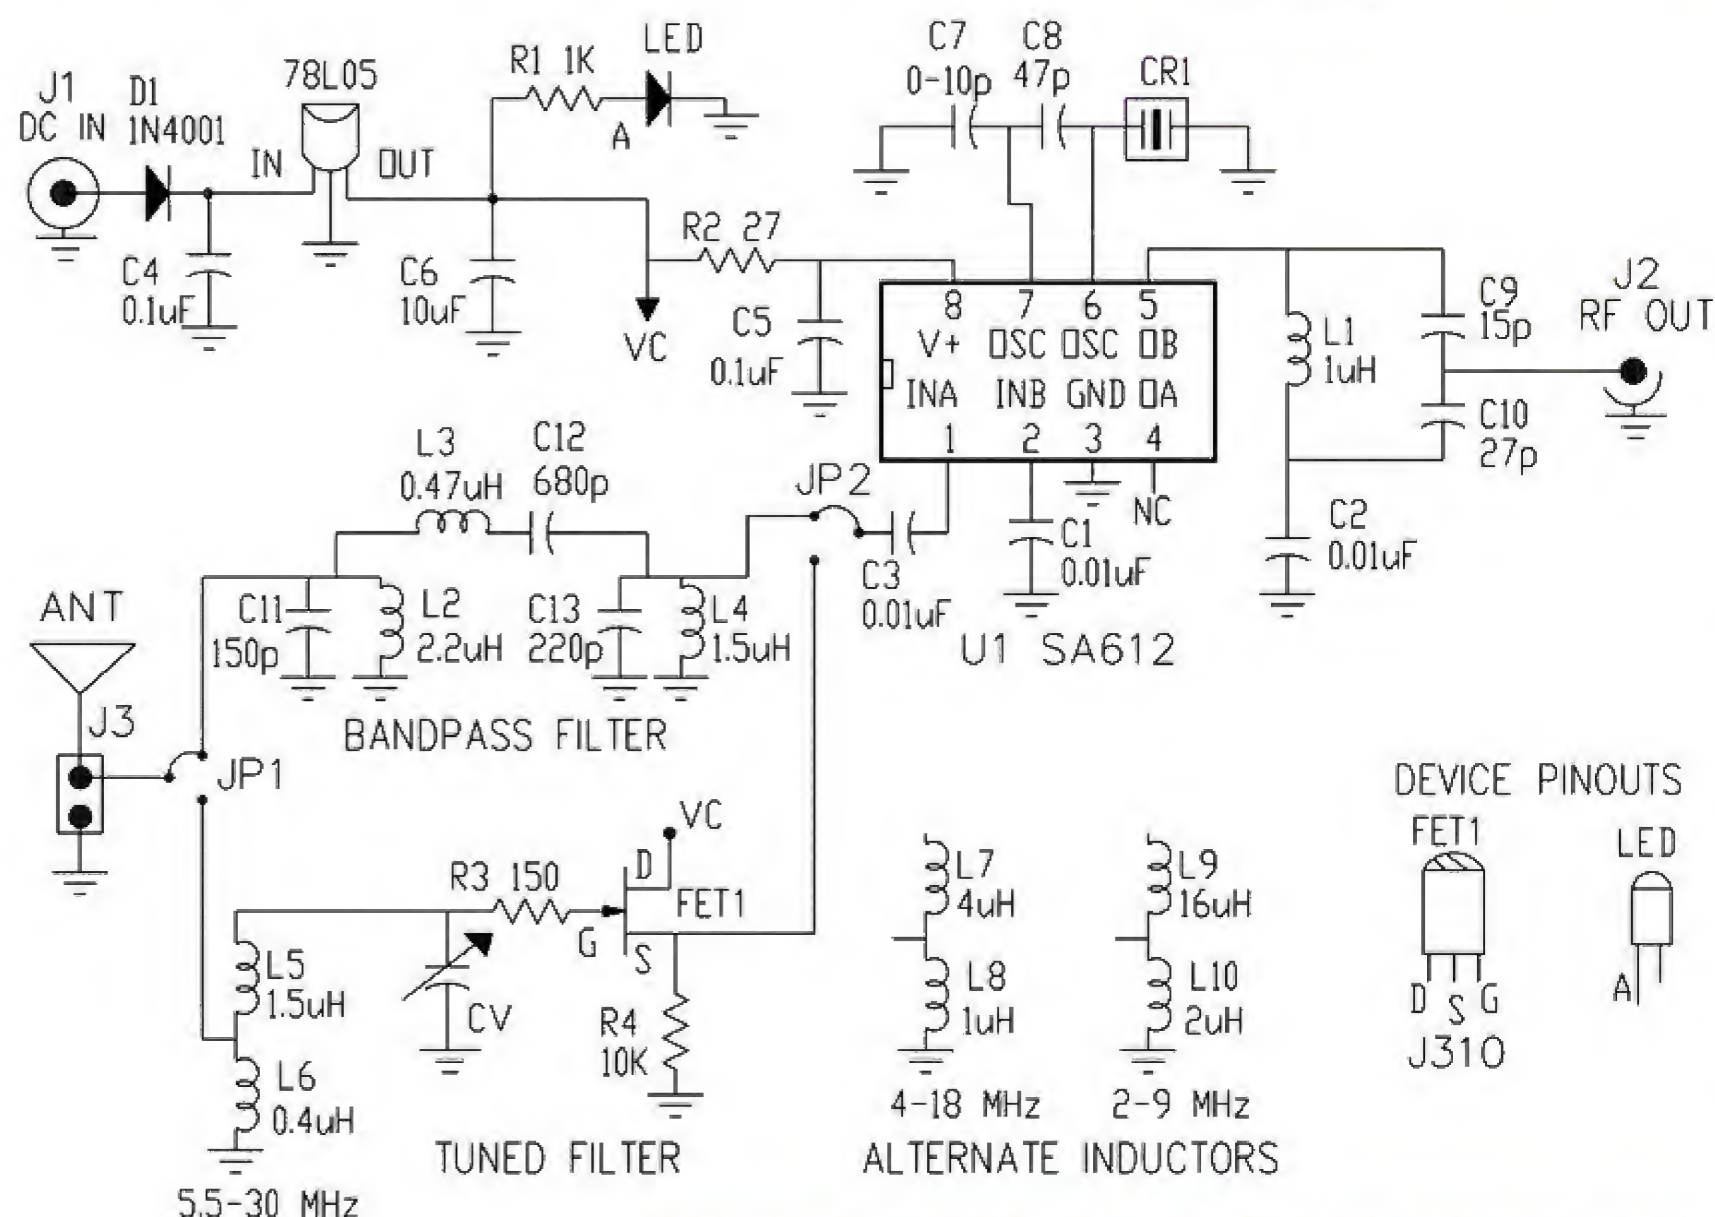 J1
DC IN
D1
1N4001
78L05
IN
OUT
R1 1K
LED
A
C4
0.1uF
C6
10uF
VC
R2 27
C5
0.1uF
C7
0-10p
C8
47p
CR1
8 7 6 5
V+ OSC OSC OB
INA INB GND OA
1 2 3 4
NC
U1 SA612
L1
1uH
C9
15p
C10
27p
J2
RF OUT
C2
0.01uF
C1
0.01uF
C3
0.01uF
JP2
L3
0.47uH
C12
680p
C11
150p
L2
2.2uH
C13
220p
L4
1.5uH
BANDPASS FILTER
ANT
J3
JP1
R3 150
D
G
S
VC
FET1
L5
1.5uH
L6
0.4uH
CV
R4
10K
5.5-30 MHz
TUNED FILTER
L7
4uH
L8
1uH
4-18 MHz
L9
16uH
L10
2uH
2-9 MHz
ALTERNATE INDUCTORS
DEVICE PINOUTS
FET1
D S G
J310
LED
A